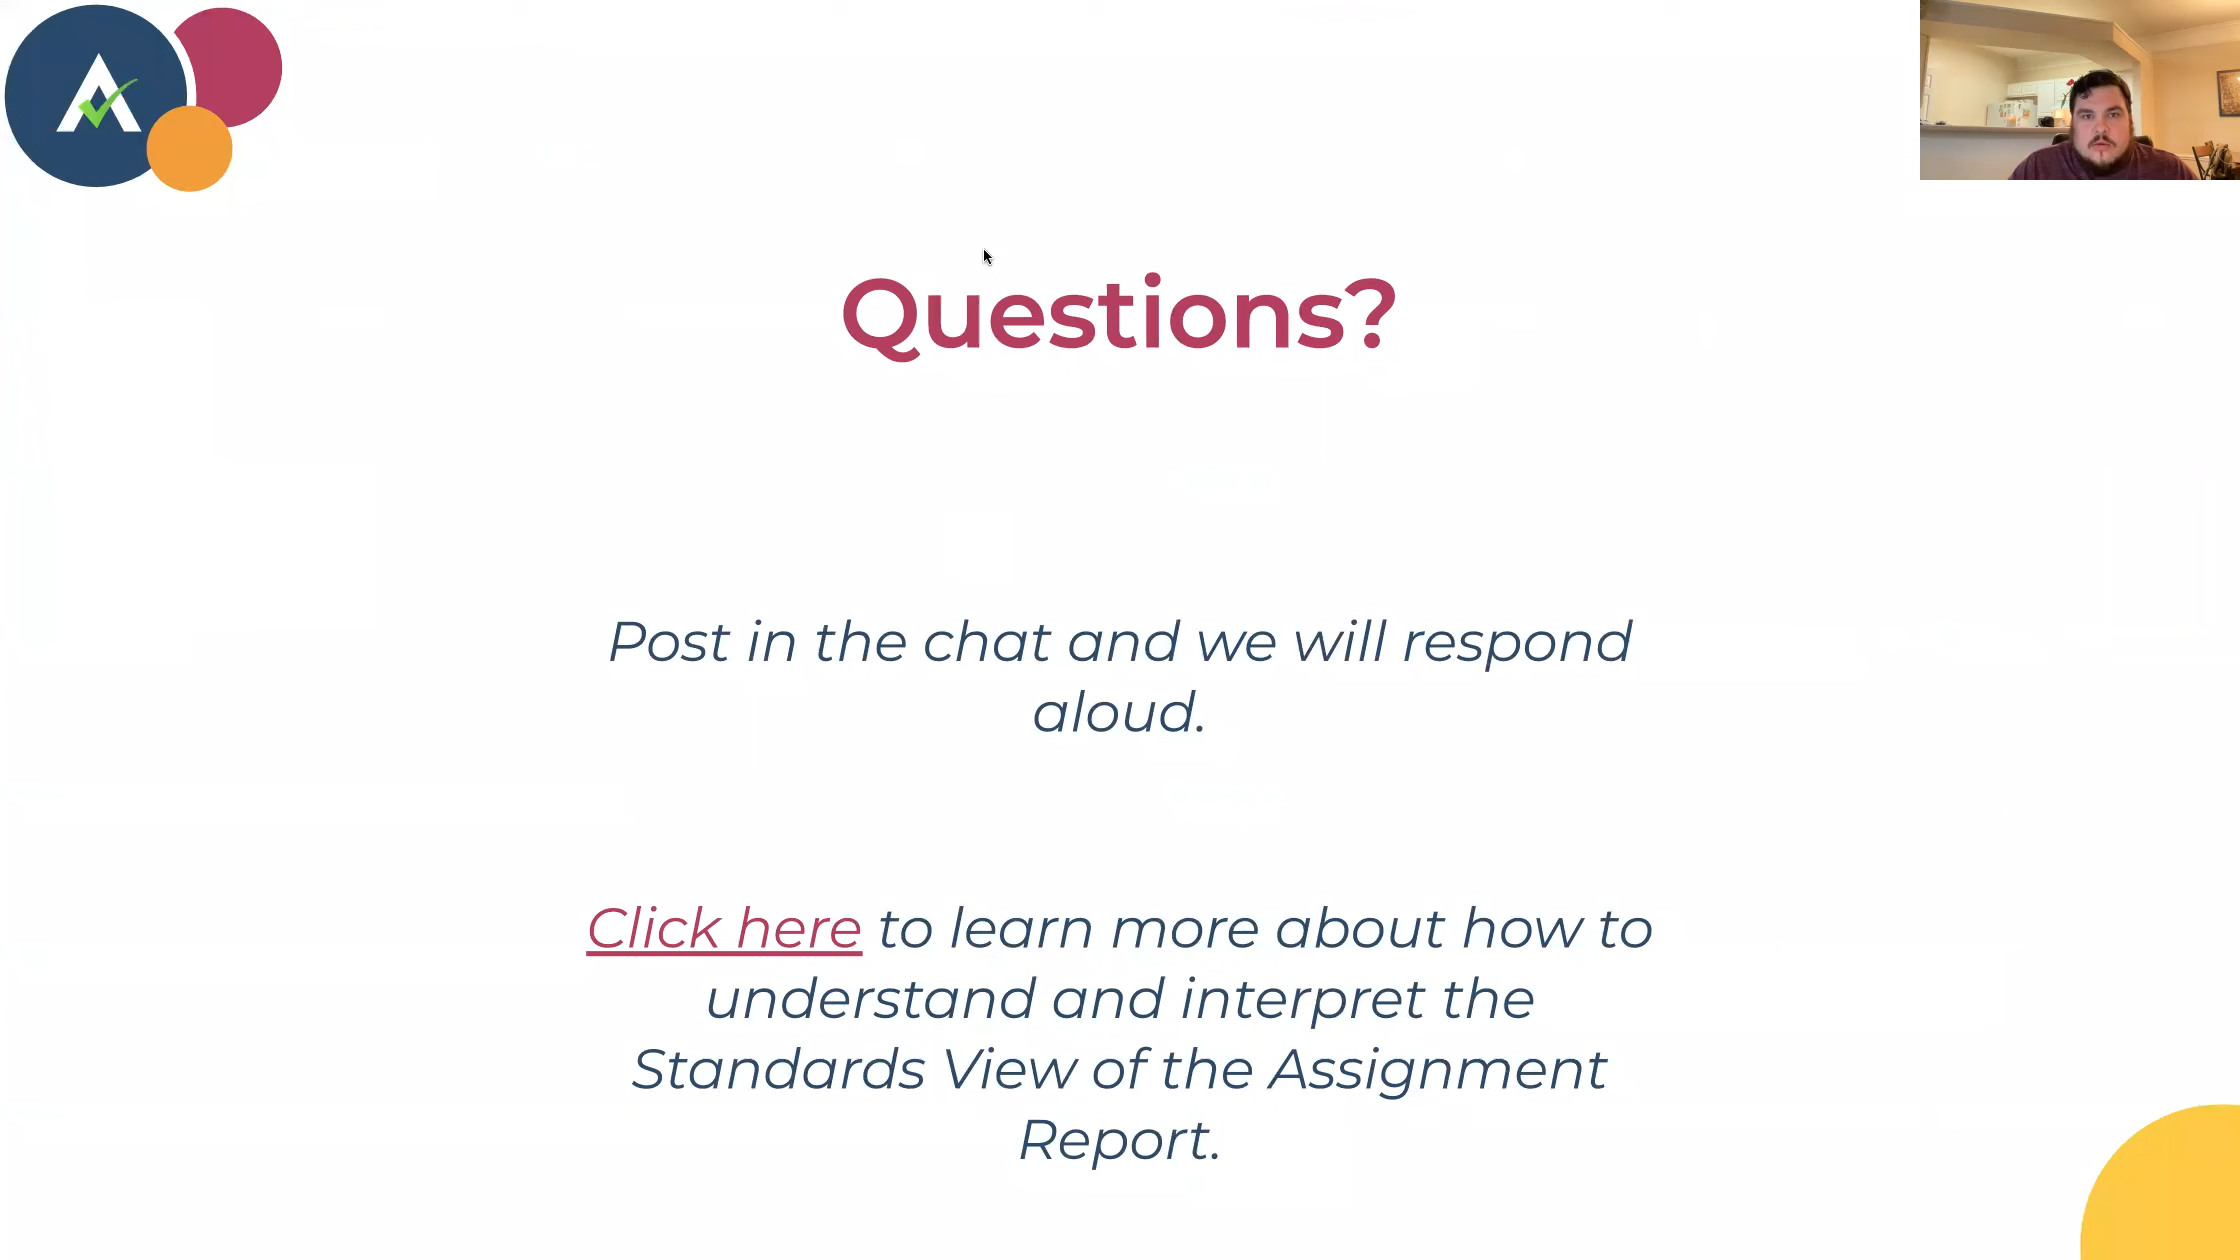 Questions?
Post in the chat and we will respond
aloud.
Click here to learn more about how to
understand and interpret the
Standards View of the Assignment
Report.